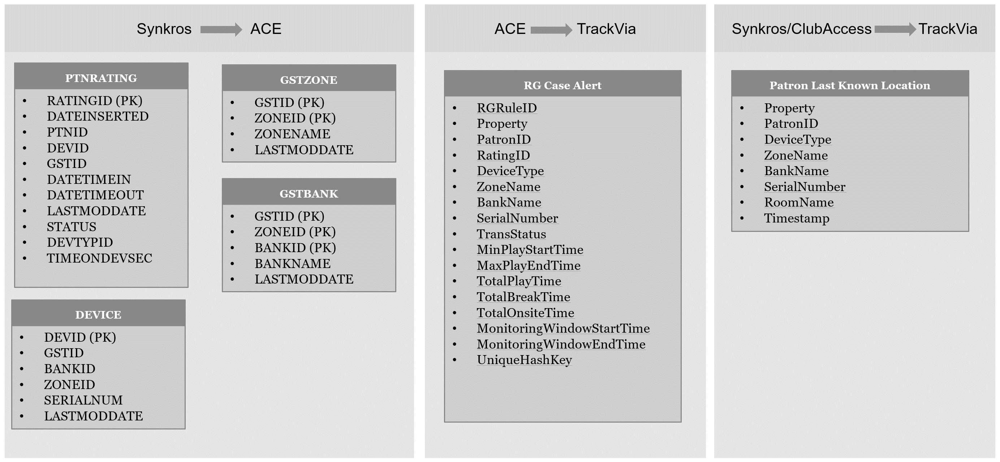 Synkros ACE
PTNRATING
• RATINGID (PK)
• DATEINSERTED
• PTNID
• DEVID
• GSTID
• DATETIMEIN
• DATETIMEOUT
• LASTMODDATE
• STATUS
• DEVTYPID
• TIMEONDEVSEC
DEVICE
• DEVID (PK)
• GSTID
• BANKID
• ZONEID
• SERIALNUM
• LASTMODDATE
GSTZONE
• GSTID (PK)
• ZONEID (PK)
• ZONENAME
• LASTMODDATE
GSTBANK
• GSTID (PK)
• ZONEID (PK)
• BANKID (PK)
• BANKNAME
• LASTMODDATE
ACE TrackVia
RG Case Alert
• RGRuleID
• Property
• PatronID
• RatingID
• DeviceType
• ZoneName
• BankName
• SerialNumber
• TransStatus
• MinPlayStartTime
• MaxPlayEndTime
• TotalPlayTime
• TotalBreakTime
• TotalOnsiteTime
• MonitoringWindowStartTime
• MonitoringWindowEndTime
• UniqueHashKey
Synkros/ClubAccess TrackVia
Patron Last Known Location
• Property
• PatronID
• DeviceType
• ZoneName
• BankName
• SerialNumber
• RoomName
• Timestamp